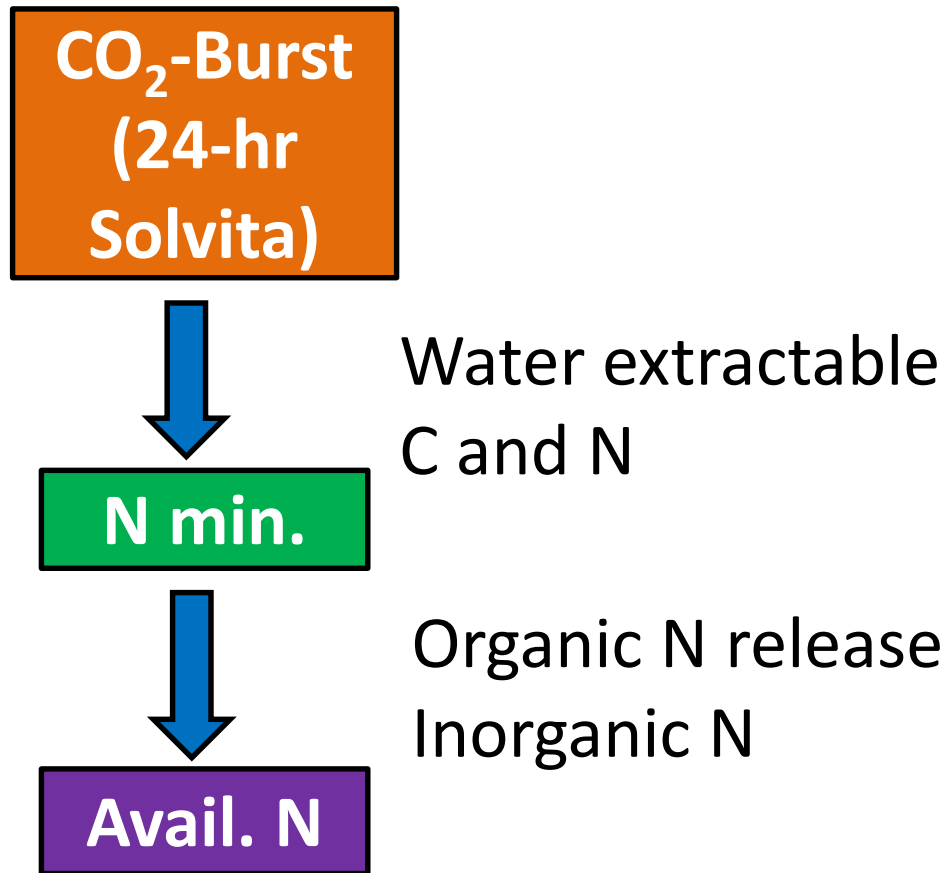 CO₂-Burst
(24-hr
Solvita)
Water extractable
C and N
N min.
Organic N release
Inorganic N
Avail. N